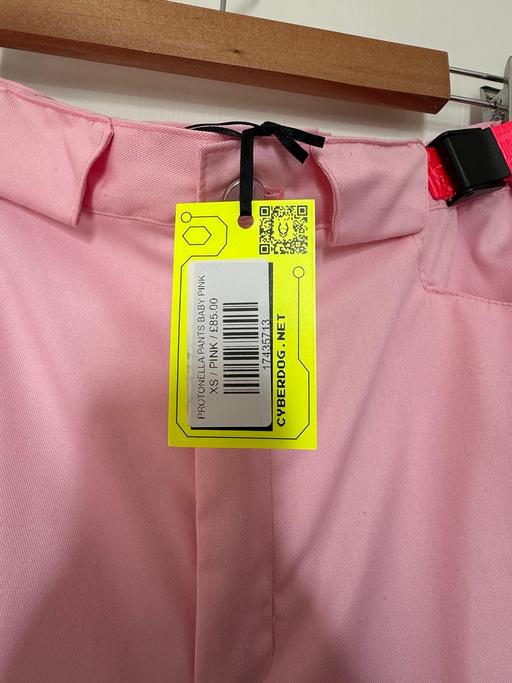 PROTONELLA PANTS BABY PINK
XS / PINK / £85.00
17435713
CYBERDOG.NET